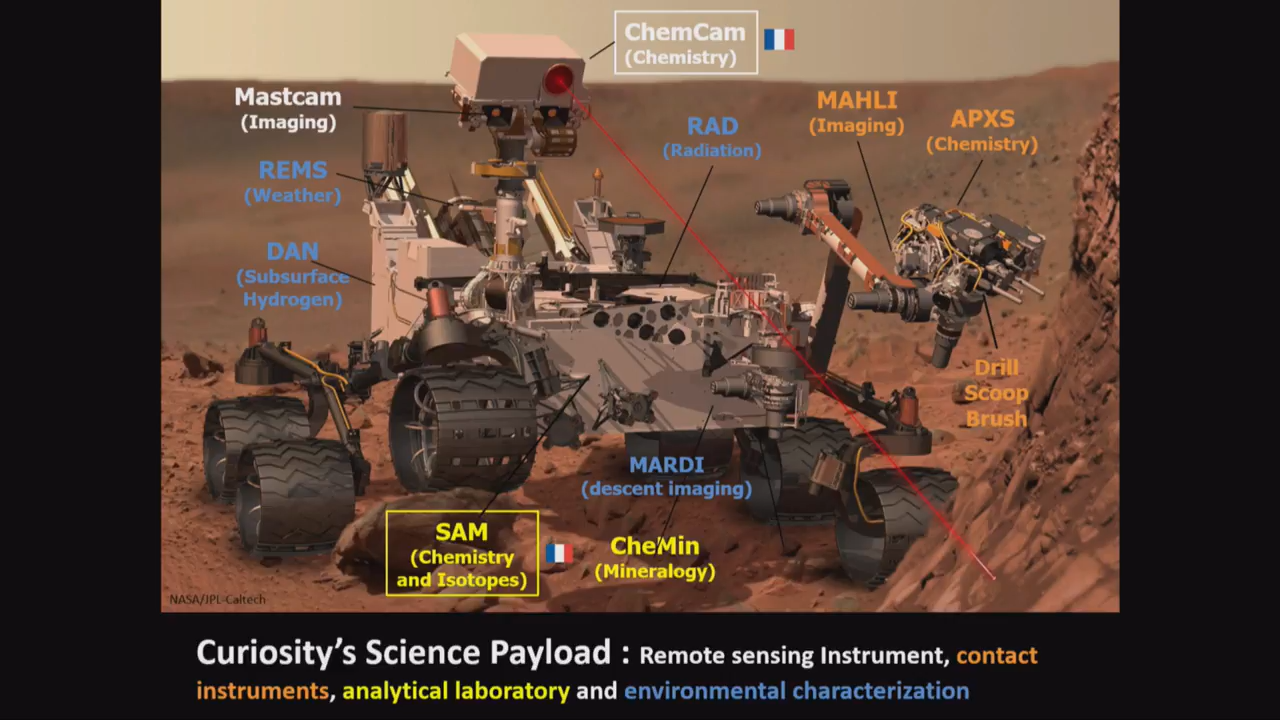 ChemCam
(Chemistry)
Mastcam
(Imaging)
MAHLI
(Imaging)
APXS
(Chemistry)
RAD
(Radiation)
REMS
(Weather)
DAN
(Subsurface
Hydrogen)
Drill
Scoop
Brush
MARDI
(descent imaging)
SAM
(Chemistry
and Isotopes)
CheMin
(Mineralogy)
NASA/JPL-Caltech
Curiosity's Science Payload : Remote sensing Instrument, contact
instruments, analytical laboratory and environmental characterization